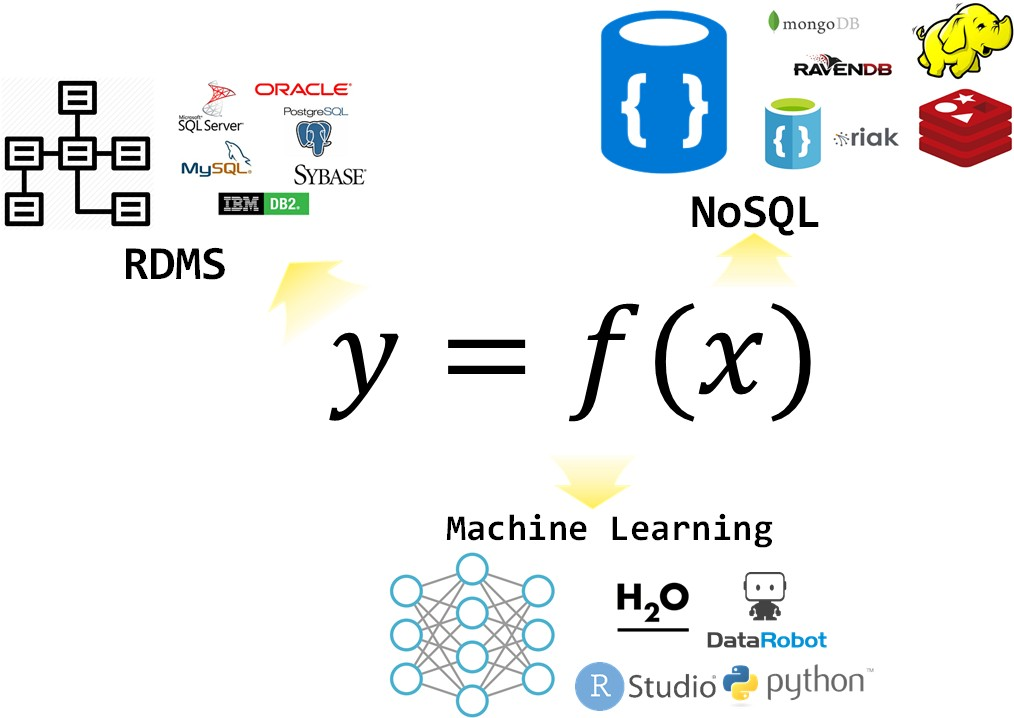 Microsoft
SQL Server
ORACLE®
PostgreSQL
MySQL®
SYBASE®
IBM DB2®
RDMS
{ }
mongoDB
RAVENDB
{ }
riak
NoSQL
y = f(x)
Machine Learning
H2O
DataRobot
R Studio®
python™